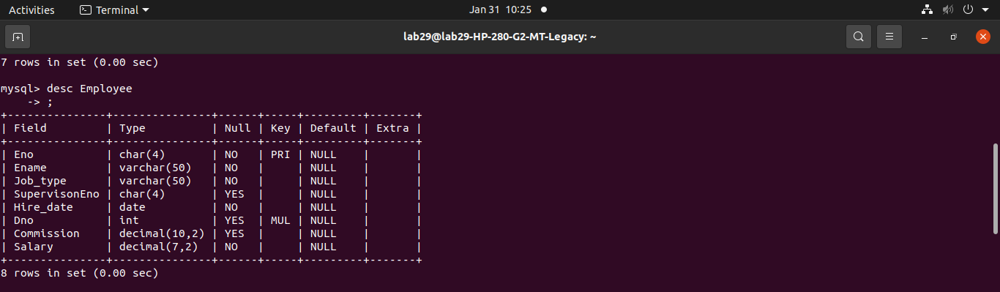 Activities Terminal Jan 31 10:25
lab29@lab29-HP-280-G2-MT-Legacy: ~
7 rows in set (0.00 sec)
mysql> desc Employee
    -> ;
+---------------+---------------+------+-----+---------+-------+
| Field         | Type          | Null | Key | Default | Extra |
+---------------+---------------+------+-----+---------+-------+
| Eno           | char(4)       | NO   | PRI | NULL    |       |
| Ename         | varchar(50)   | NO   |     | NULL    |       |
| Job_type      | varchar(50)   | NO   |     | NULL    |       |
| SupervisonEno | char(4)       | YES  |     | NULL    |       |
| Hire_date     | date          | NO   |     | NULL    |       |
| Dno           | int           | YES  | MUL | NULL    |       |
| Commission    | decimal(10,2) | YES  |     | NULL    |       |
| Salary        | decimal(7,2)  | NO   |     | NULL    |       |
+---------------+---------------+------+-----+---------+-------+
8 rows in set (0.00 sec)